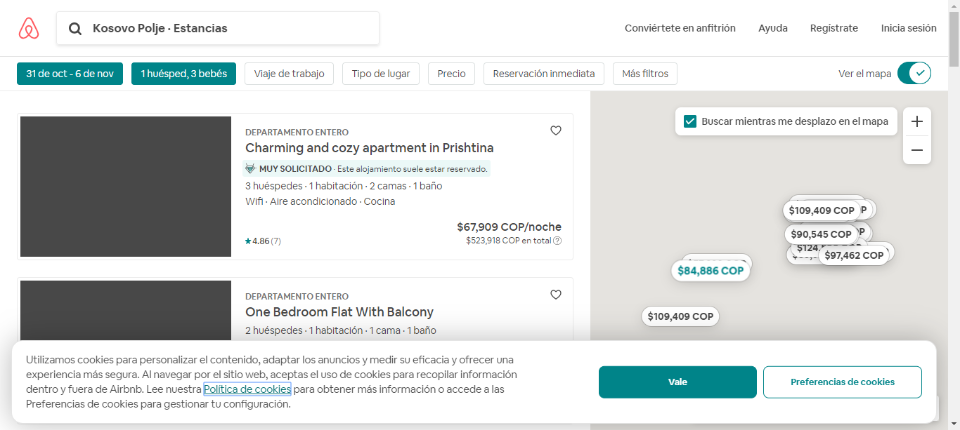 Kosovo Polje · Estancias
Conviértete en anfitrión
Ayuda
Regístrate
Inicia sesión
31 de oct - 6 de nov
1 huésped, 3 bebés
Viaje de trabajo
Tipo de lugar
Precio
Reservación inmediata
Más filtros
Ver el mapa
DEPARTAMENTO ENTERO
Charming and cozy apartment in Prishtina
MUY SOLICITADO · Este alojamiento suele estar reservado.
3 huéspedes · 1 habitación · 2 camas · 1 baño
Wifi · Aire acondicionado · Cocina
$67,909 COP/noche
4.86 (7)
$523,918 COP en total
DEPARTAMENTO ENTERO
One Bedroom Flat With Balcony
2 huéspedes · 1 habitación · 1 cama · 1 baño
Buscar mientras me desplazo en el mapa
$109,409 COP
$90,545 COP
$97,462 COP
$84,886 COP
$109,409 COP
Utilizamos cookies para personalizar el contenido, adaptar los anuncios y medir su eficacia y ofrecer una
experiencia más segura. Al navegar por el sitio web, aceptas el uso de cookies para recopilar información
dentro y fuera de Airbnb. Lee nuestra Política de cookies para obtener más información o accede a las
Preferencias de cookies para gestionar tu configuración.
Vale
Preferencias de cookies